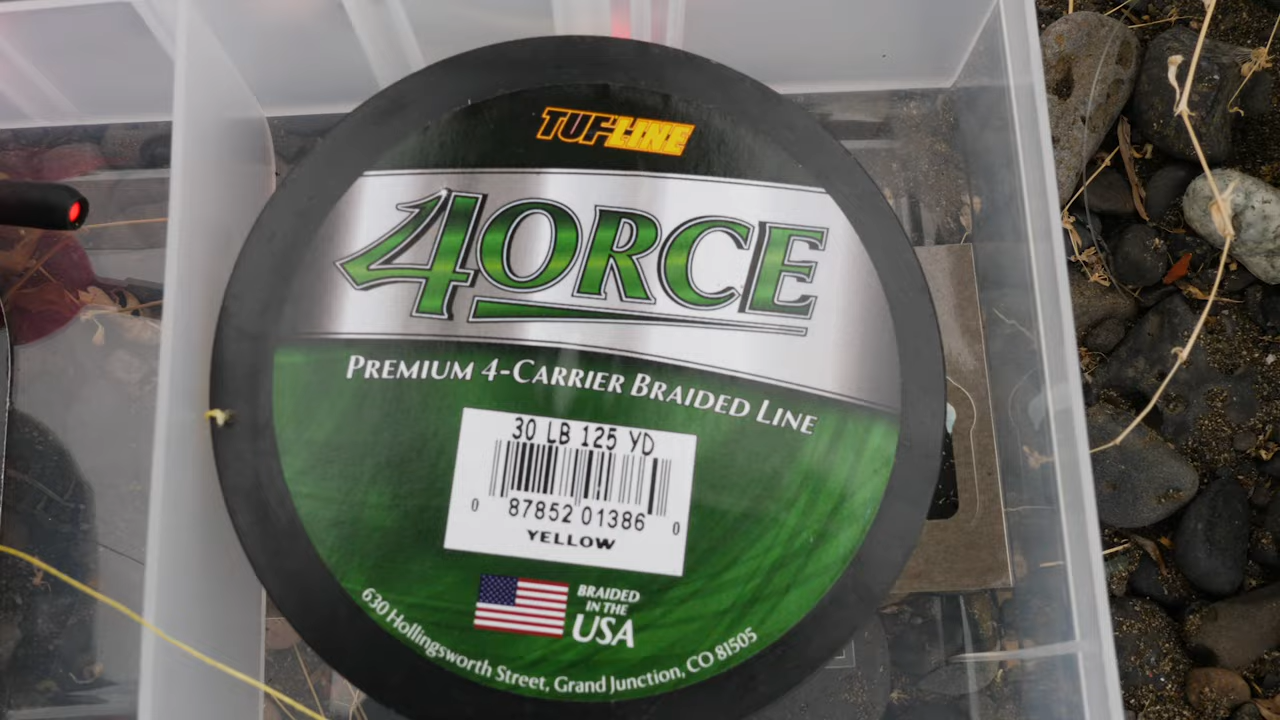 TUF-LINE
4ORCE
PREMIUM 4-CARRIER BRAIDED LINE
30 LB 125 YD
0 87852 01386 0
YELLOW
BRAIDED
IN THE
USA
630 Hollingsworth Street, Grand Junction, CO 81505